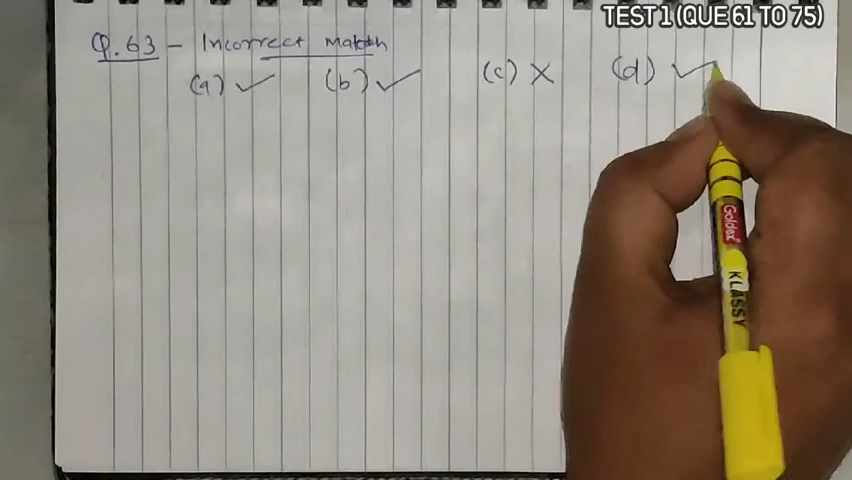 TEST 1 (QUE 61 TO 75)
Q.63 - Incorrect Match
(a) ✓ (b) ✓ (c) X (d) ✓
Goldex
KLASSY